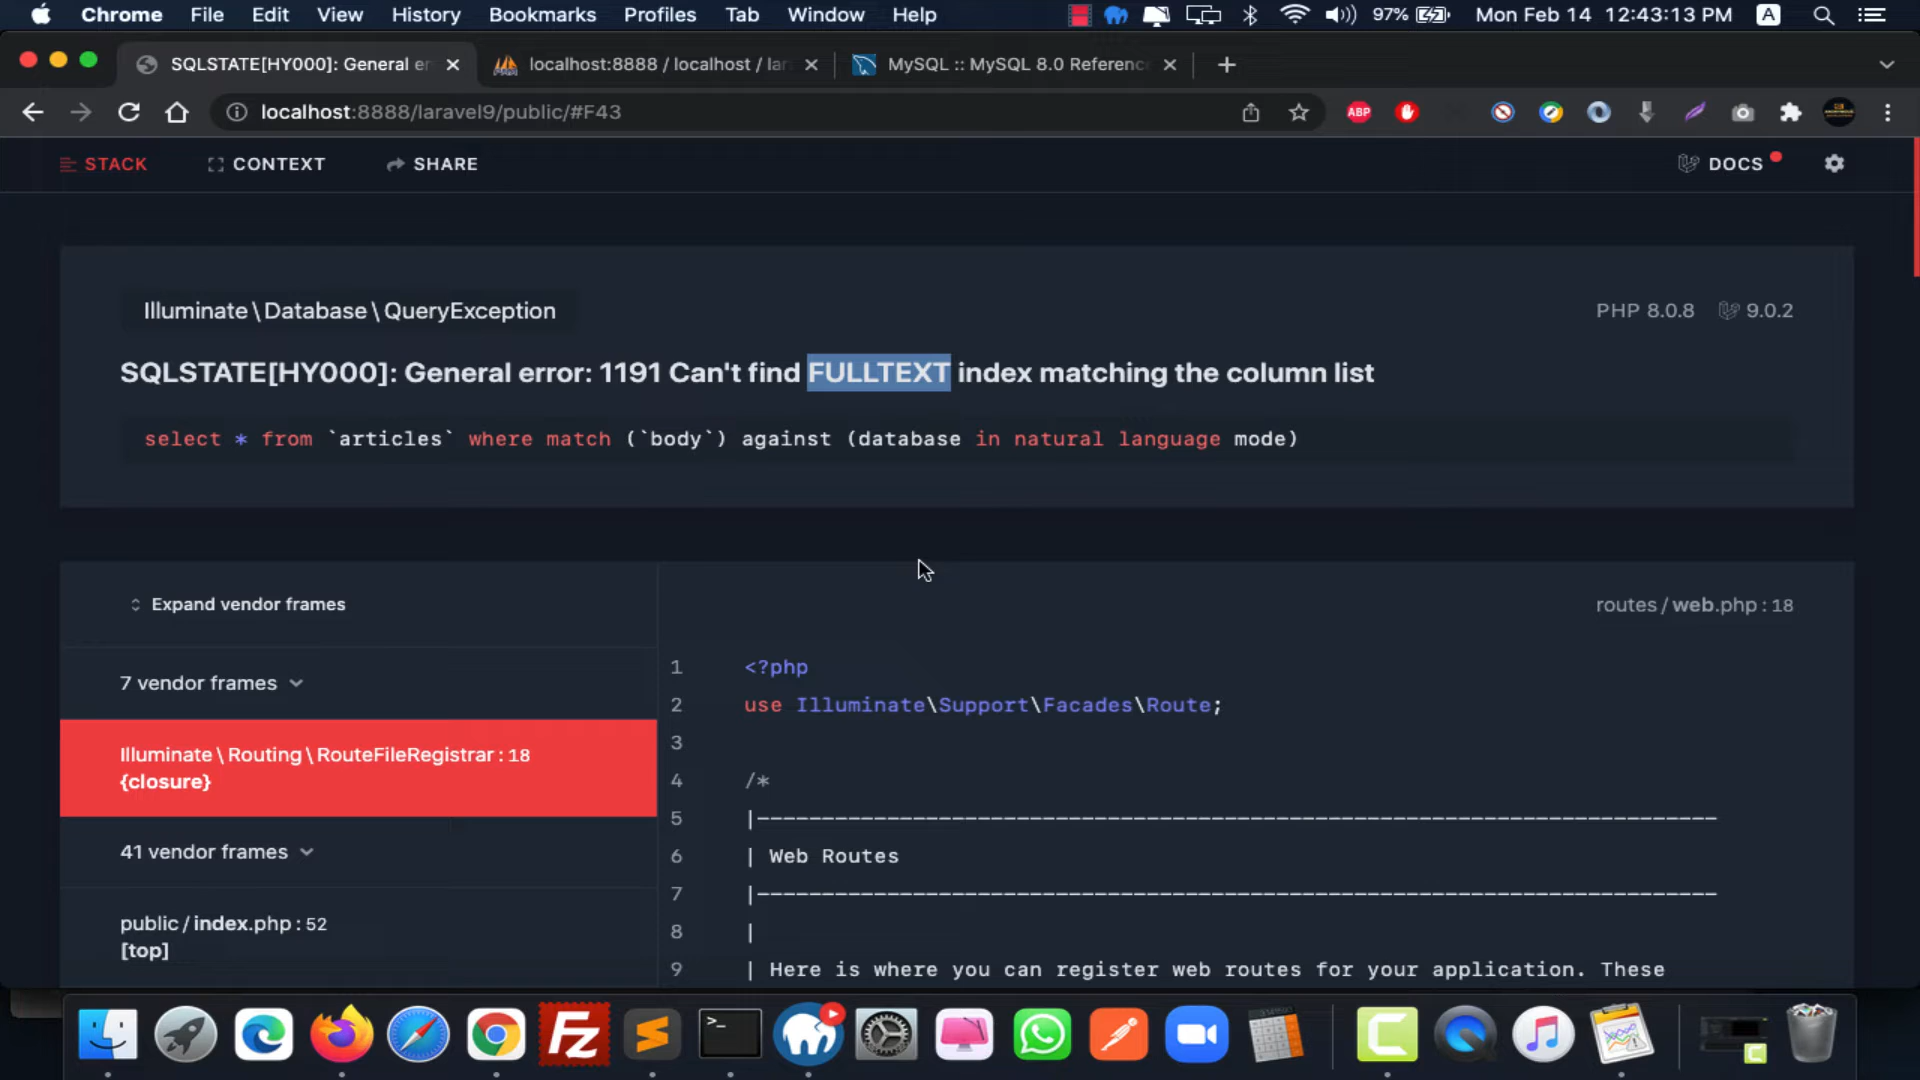 Chrome File Edit View History Bookmarks Profiles Tab Window Help 97% Mon Feb 14 12:43:13 PM A
SQLSTATE[HY000]: General er localhost:8888 / localhost / lar MySQL :: MySQL 8.0 Referenc
localhost:8888/laravel9/public/#F43 ABP
STACK CONTEXT SHARE DOCS
Illuminate\Database\QueryException PHP 8.0.8 9.0.2
SQLSTATE[HY000]: General error: 1191 Can't find FULLTEXT index matching the column list
select * from `articles` where match (`body`) against (database in natural language mode)
Expand vendor frames routes/web.php:18
7 vendor frames
Illuminate\Routing\RouteFileRegistrar:18
{closure}
41 vendor frames
public/index.php:52
[top]
1 <?php
2 use Illuminate\Support\Facades\Route;
3
4 /*
5 |--------------------------------------------------------------------------
6 | Web Routes
7 |--------------------------------------------------------------------------
8 |
9 | Here is where you can register web routes for your application. These
Fz